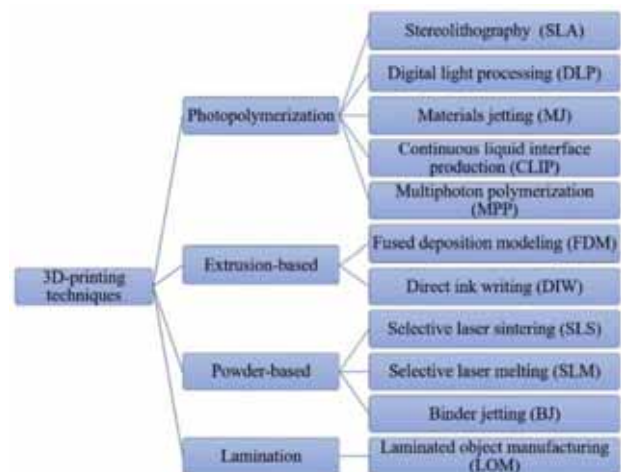 Stereolithography (SLA)
Digital light processing (DLP)
Photopolymerization
Materials jetting (MJ)
Continuous liquid interface
production (CLIP)
Multiphoton polymerization
(MPP)
Fused deposition modeling (FDM)
Extrusion-based
Direct ink writing (DIW)
3D-printing
techniques
Selective laser sintering (SLS)
Powder-based
Selective laser melting (SLM)
Binder jetting (BJ)
Lamination
Laminated object manufacturing
(LOM)